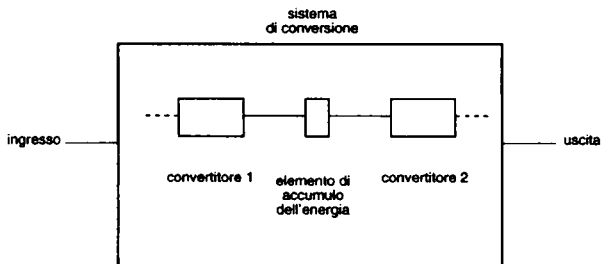 sistema
di conversione
ingresso
uscita
convertitore 1
elemento di
accumulo
dell'energia
convertitore 2